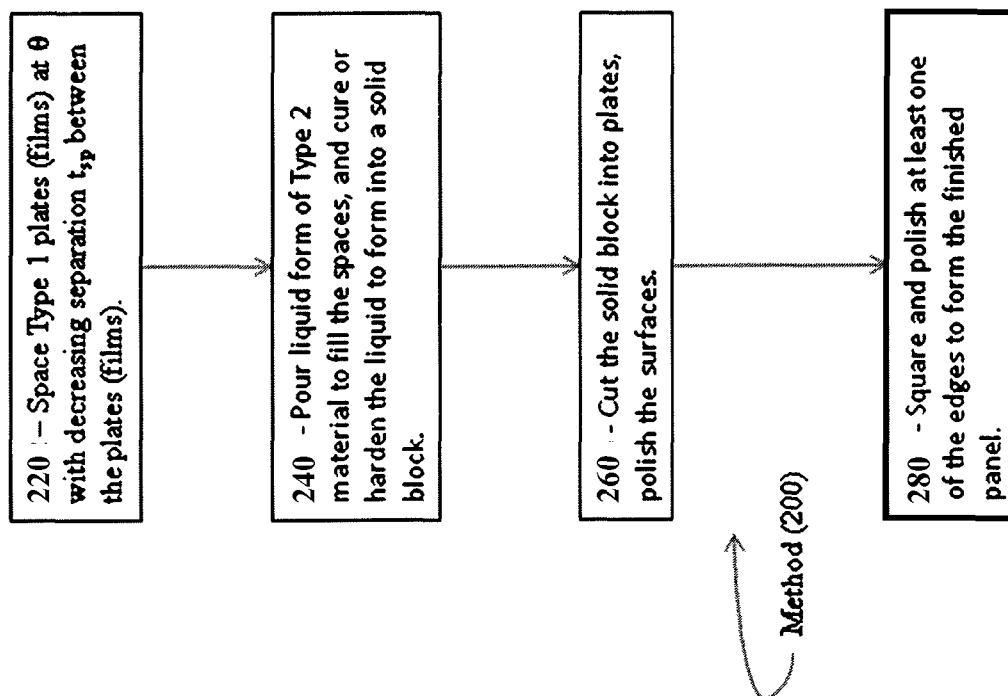 220 :– Space Type 1 plates (films) at θ
with decreasing separation tsp between
the plates (films).
240 - Pour liquid form of Type 2
material to fill the spaces, and cure or
harden the liquid to form into a solid
block.
260 - Cut the solid block into plates,
polish the surfaces.
Method (200)
280 - Square and polish at least one
of the edges to form the finished
panel.